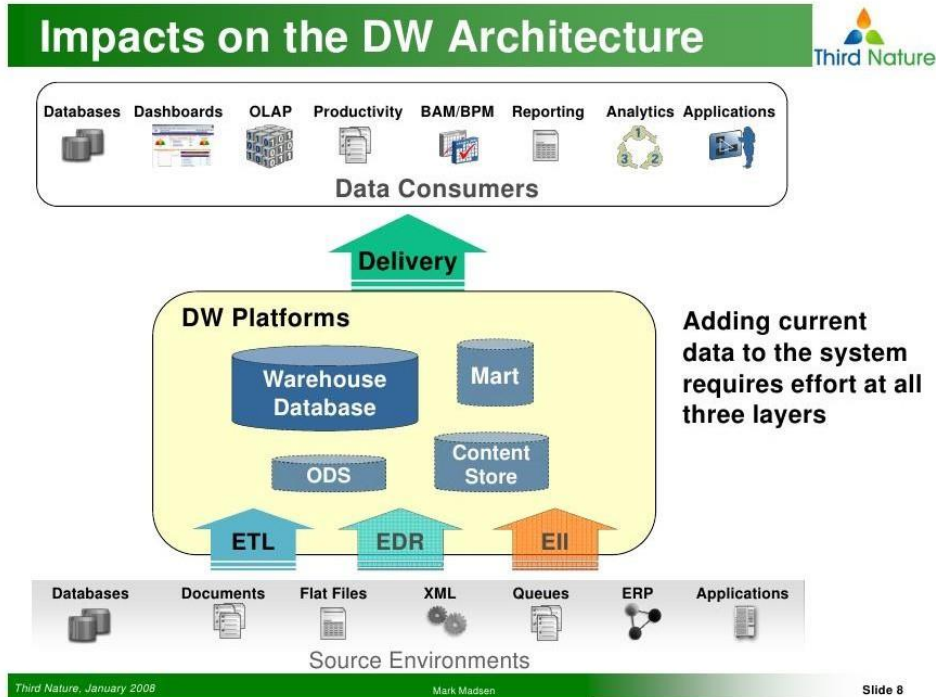 Impacts on the DW Architecture
Third Nature
Databases Dashboards OLAP Productivity BAM/BPM Reporting Analytics Applications
1
3 2
Data Consumers
Delivery
DW Platforms
Warehouse
Database
Mart
ODS
Content
Store
Adding current
data to the system
requires effort at all
three layers
ETL EDR EII
Databases Documents Flat Files XML Queues ERP Applications
Source Environments
Third Nature, January 2008 Mark Madsen Slide 8